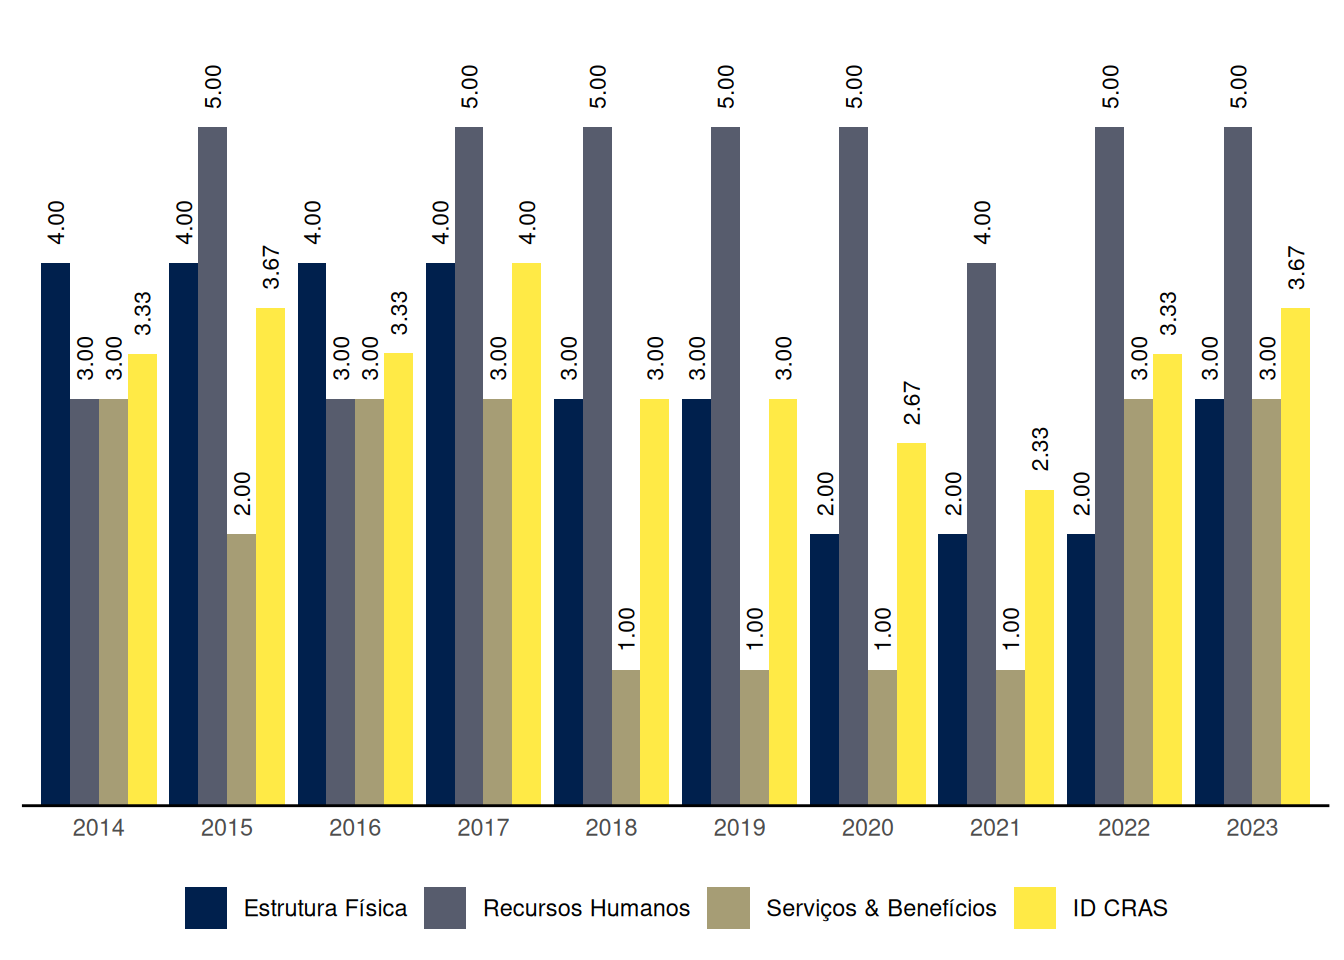 5.00 5.00 5.00 5.00 5.00 5.00 5.00
4.00 4.00 4.00 4.00 4.00 4.00
3.67 3.67
3.33 3.33 3.33
3.00 3.00 3.00 3.00 3.00 3.00 3.00 3.00 3.00 3.00 3.00 3.00
2.67
2.33
2.00 2.00 2.00 2.00
1.00 1.00 1.00 1.00
2014 2015 2016 2017 2018 2019 2020 2021 2022 2023
Estrutura Física Recursos Humanos Serviços & Benefícios ID CRAS